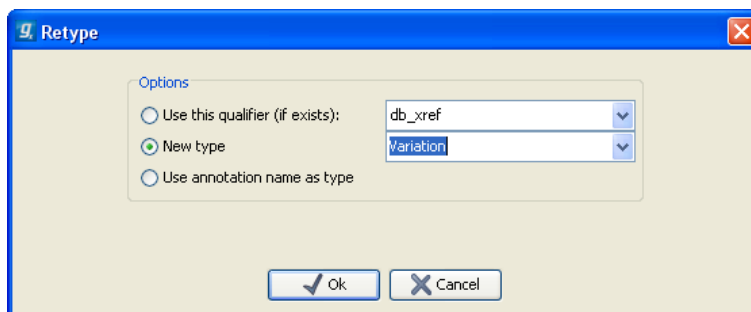 Retype
Options
Use this qualifier (if exists): db_xref
New type Variation
Use annotation name as type
Ok Cancel